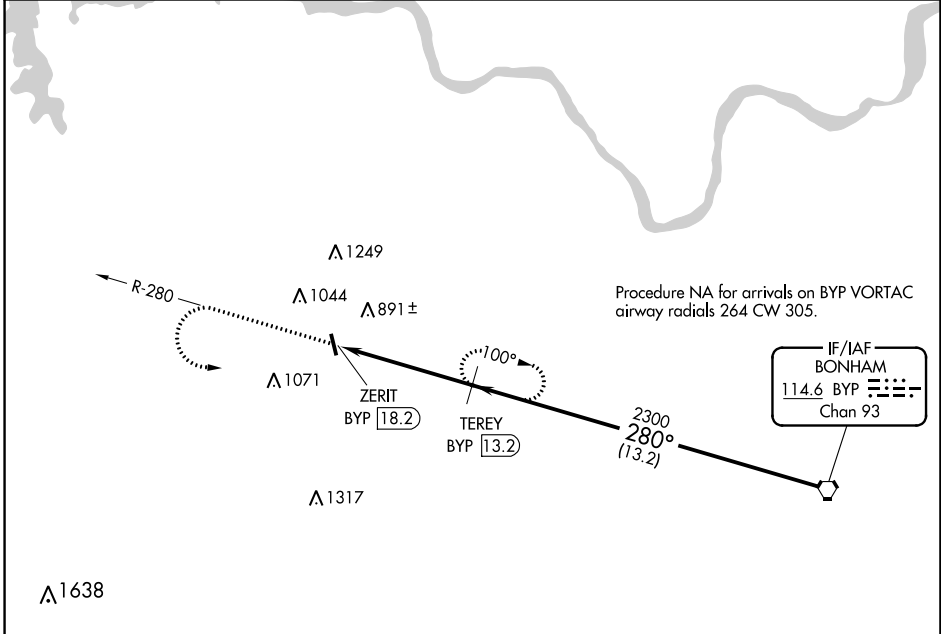 1249
R-280
1044
891 ±
Procedure NA for arrivals on BYP VORTAC
airway radials 264 CW 305.
IF/IAF
BONHAM
114.6 BYP
Chan 93
100°
1071
ZERIT
BYP 18.2
TEREY
BYP 13.2
2300
280°
(13.2)
1317
1638